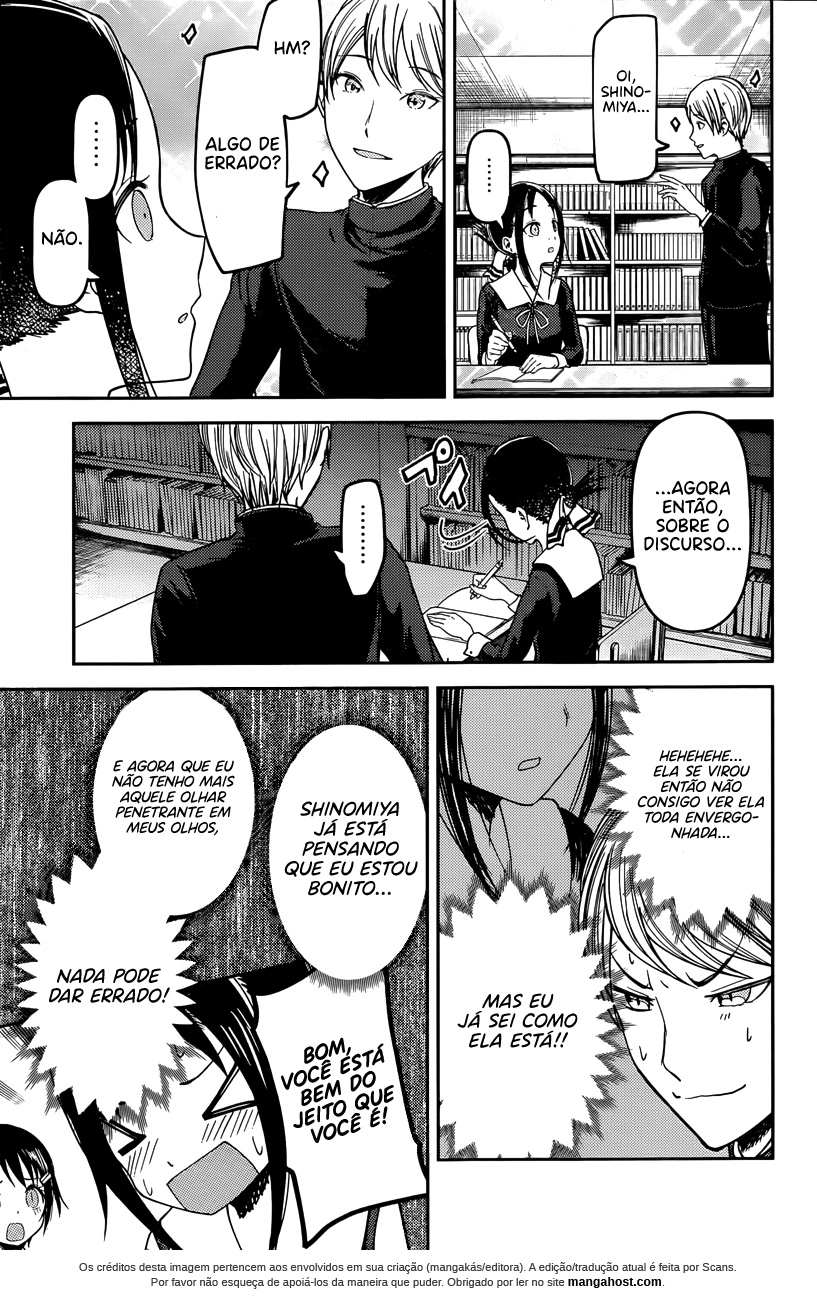 OI,
SHINO-
MIYA...
......
HM?
ALGO DE
ERRADO?
......
NÃO.
...AGORA
ENTÃO,
SOBRE O
DISCURSO...
プイッ
........
HEHEHEHE...
ELA SE VIROU
ENTÃO NÃO
CONSIGO VER ELA
TODA ENVERGO-
NHADA...
MAS EU
JÁ SEI COMO
ELA ESTÁ!!
SHINOMIYA
JÁ ESTÁ
PENSANDO
QUE EU ESTOU
BONITO...
E AGORA QUE EU
NÃO TENHO MAIS
AQUELE OLHAR
PENETRANTE EM
MEUS OLHOS,
NADA PODE
DAR ERRADO!
BOM,
VOCÊ ESTÁ
BEM DO
JEITO QUE
VOCÊ É!
Os créditos desta imagem pertencem aos envolvidos em sua criação (mangakás/editora). A edição/tradução atual é feita por Scans.
Por favor não esqueça de apoiá-los da maneira que puder. Obrigado por ler no site mangahost.com.